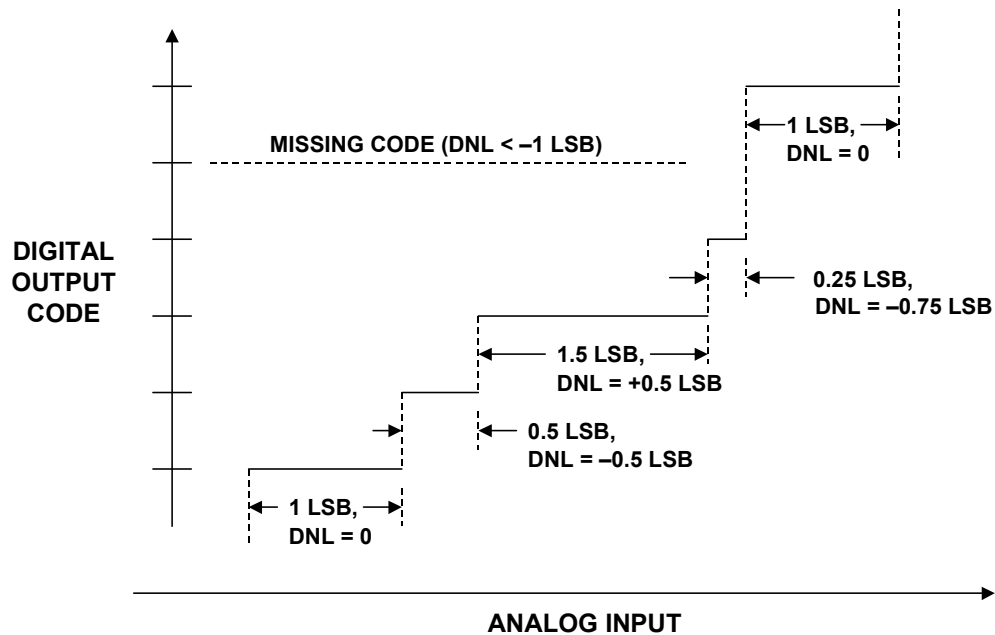 MISSING CODE (DNL < –1 LSB)
1 LSB,
DNL = 0
DIGITAL
OUTPUT
CODE
0.25 LSB,
DNL = –0.75 LSB
1.5 LSB,
DNL = +0.5 LSB
0.5 LSB,
DNL = –0.5 LSB
1 LSB,
DNL = 0
ANALOG INPUT